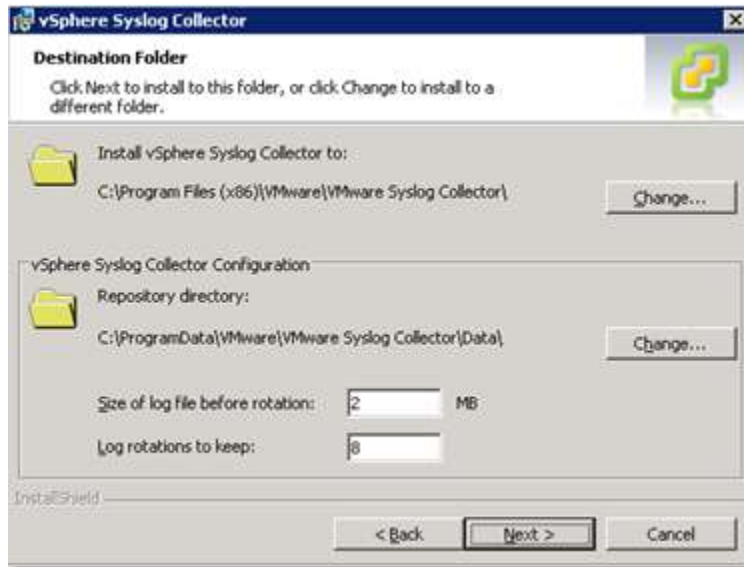 vSphere Syslog Collector
Destination Folder
Click Next to install to this folder, or click Change to install to a
different folder.
Install vSphere Syslog Collector to:
C:\Program Files (x86)\VMware\VMware Syslog Collector\
Change...
vSphere Syslog Collector Configuration
Repository directory:
C:\ProgramData\VMware\VMware Syslog Collector\Data\
Change...
Size of log file before rotation: 2 MB
Log rotations to keep: 8
InstallShield
< Back Next > Cancel